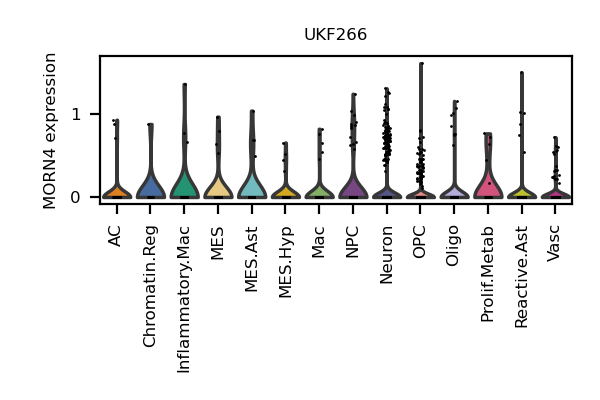 UKF266
MORN4 expression
1
0
AC
Chromatin.Reg
Inflammatory.Mac
MES
MES.Ast
MES.Hyp
Mac
NPC
Neuron
OPC
Oligo
Prolif.Metab
Reactive.Ast
Vasc